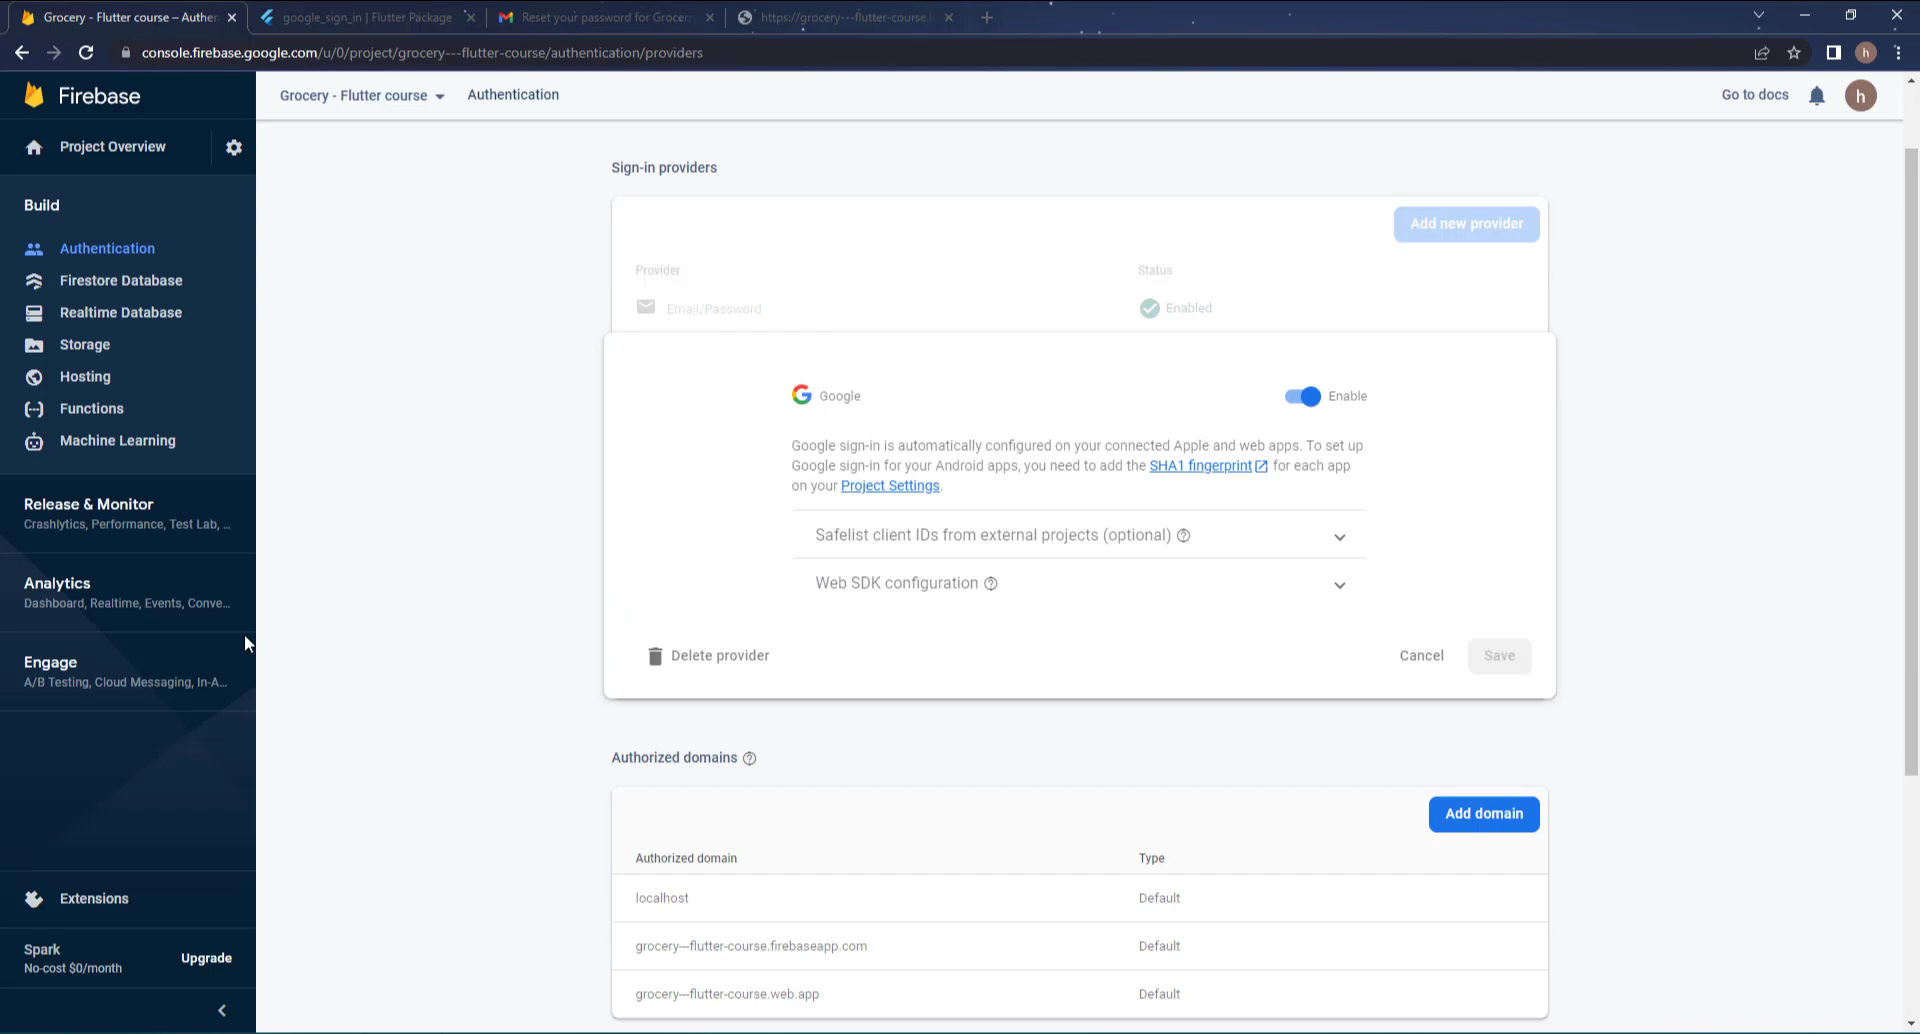 Grocery - Flutter course – Authen
google_sign_in | Flutter Package
Reset your password for Grocery
https://grocery---flutter-course.
console.firebase.google.com/u/0/project/grocery---flutter-course/authentication/providers
h
Firebase
Grocery - Flutter course
Authentication
Go to docs
h
Project Overview
Build
Authentication
Firestore Database
Realtime Database
Storage
Hosting
Functions
Machine Learning
Release & Monitor
Crashlytics, Performance, Test Lab, ...
Analytics
Dashboard, Realtime, Events, Conve...
Engage
A/B Testing, Cloud Messaging, In-A...
Extensions
Spark
No-cost $0/month
Upgrade
Sign-in providers
Add new provider
Provider
Status
Email/Password
Enabled
Google
Enable
Google sign-in is automatically configured on your connected Apple and web apps. To set up
Google sign-in for your Android apps, you need to add the SHA1 fingerprint for each app
on your Project Settings.
Safelist client IDs from external projects (optional)
Web SDK configuration
Delete provider
Cancel
Save
Authorized domains
Add domain
Authorized domain
Type
localhost
Default
grocery---flutter-course.firebaseapp.com
Default
grocery---flutter-course.web.app
Default